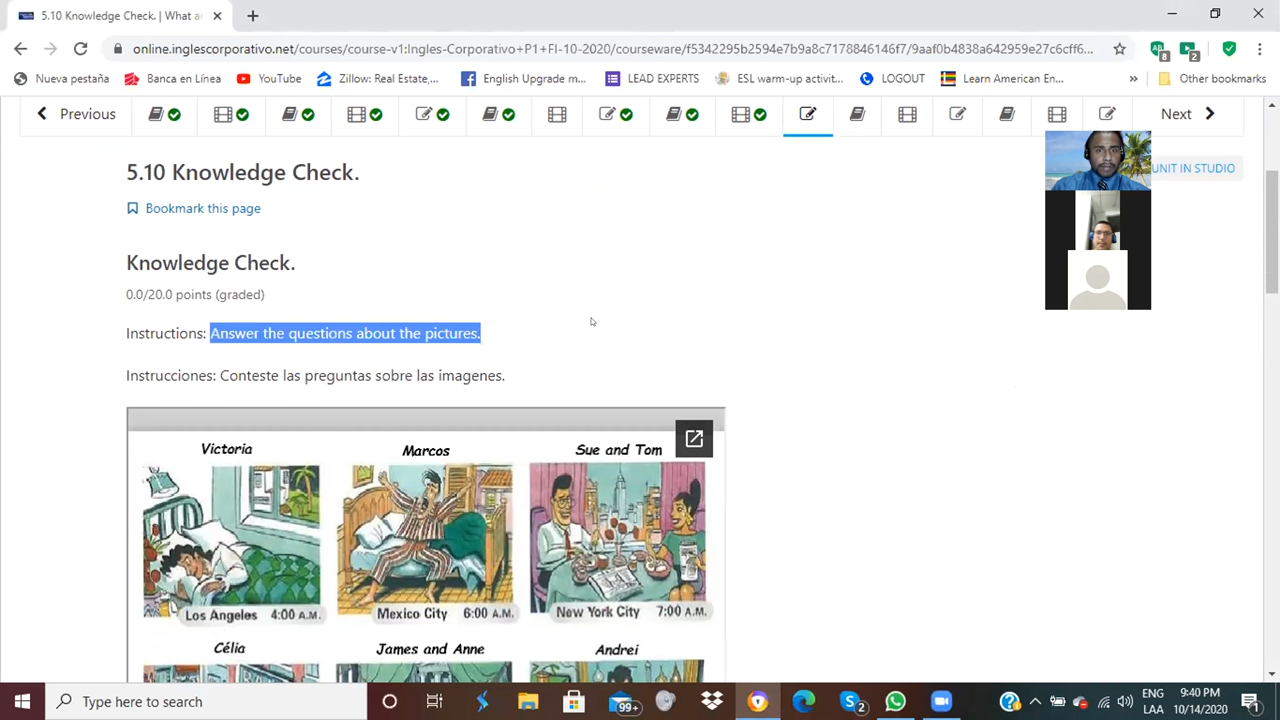 5.10 Knowledge Check. | What a
online.inglescorporativo.net/courses/course-v1:Ingles-Corporativo+P1+FI-10-2020/courseware/f5342295b2594e7b9a8c7178846146f7/9aaf0b4838a642959e27c6cff6...
8
2
Nueva pestaña
Banca en Línea
YouTube
Zillow: Real Estate,...
English Upgrade m...
LEAD EXPERTS
ESL warm-up activit...
LOGOUT
Learn American En...
»
Other bookmarks
Previous
Next
5.10 Knowledge Check.
UNIT IN STUDIO
Bookmark this page
Knowledge Check.
0.0/20.0 points (graded)
Instructions: Answer the questions about the pictures.
Instrucciones: Conteste las preguntas sobre las imagenes.
Victoria
Marcos
Sue and Tom
Los Angeles 4:00 A.M.
Mexico City 6:00 A.M.
New York City 7:00 A.M.
Célia
James and Anne
Andrei
Type here to search
99+
2
ENG
LAA
9:40 PM
10/14/2020
1